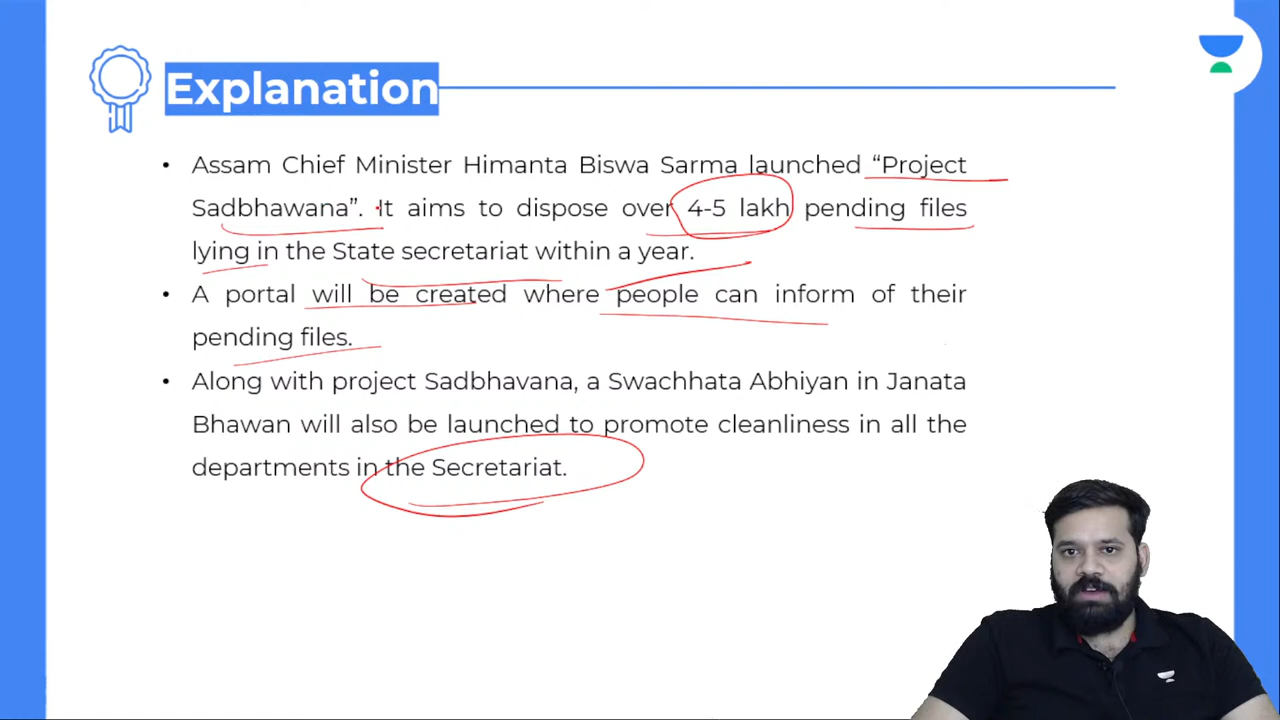 Explanation
• Assam Chief Minister Himanta Biswa Sarma launched “Project
Sadbhawana”. It aims to dispose over 4-5 lakh pending files
lying in the State secretariat within a year.
• A portal will be created where people can inform of their
pending files.
• Along with project Sadbhavana, a Swachhata Abhiyan in Janata
Bhawan will also be launched to promote cleanliness in all the
departments in the Secretariat.